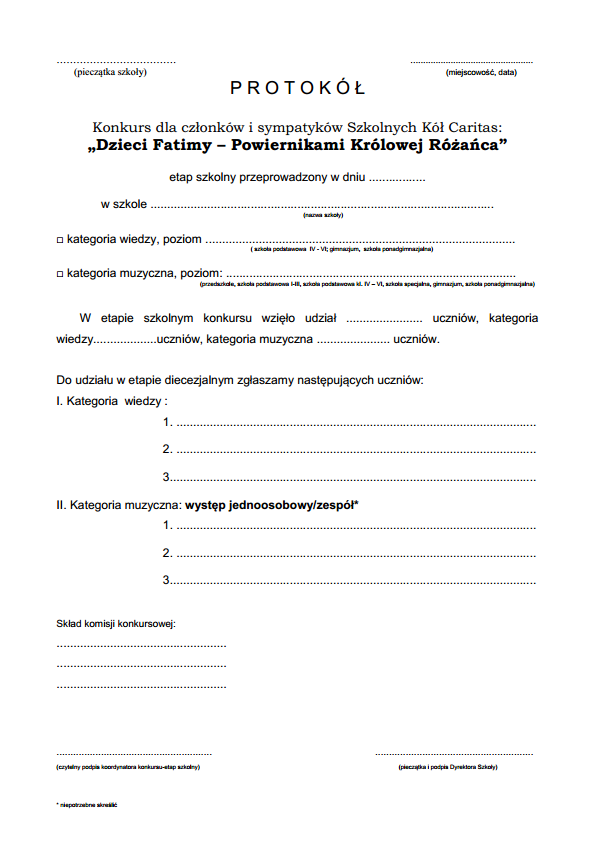 .................................... ....................................................
(pieczątka szkoły) (miejscowość, data)
P R O T O K Ó Ł
Konkurs dla członków i sympatyków Szkolnych Kół Caritas:
„Dzieci Fatimy – Powiernikami Królowej Różańca”
etap szkolny przeprowadzony w dniu .................
w szkole .......................................................................................................
(nazwa szkoły)
□ kategoria wiedzy, poziom .............................................................................................
( szkoła podstawowa IV - VI; gimnazjum, szkoła ponadgimnazjalna)
□ kategoria muzyczna, poziom: .......................................................................................
(przedszkole, szkoła podstawowa I-III, szkoła podstawowa kl. IV – VI, szkoła specjalna, gimnazjum, szkoła ponadgimnazjalna)
W etapie szkolnym konkursu wzięło udział ....................... uczniów, kategoria
wiedzy...................uczniów, kategoria muzyczna ...................... uczniów.
Do udziału w etapie diecezjalnym zgłaszamy następujących uczniów:
I. Kategoria wiedzy :
1. ............................................................................................................
2. ............................................................................................................
3..............................................................................................................
II. Kategoria muzyczna: występ jednoosobowy/zespół*
1. ............................................................................................................
2. ............................................................................................................
3..............................................................................................................
Skład komisji konkursowej:
...................................................
...................................................
...................................................
....................................................... ........................................................
(czytelny podpis koordynatora konkursu-etap szkolny) (pieczątka i podpis Dyrektora Szkoły)
* niepotrzebne skreślić